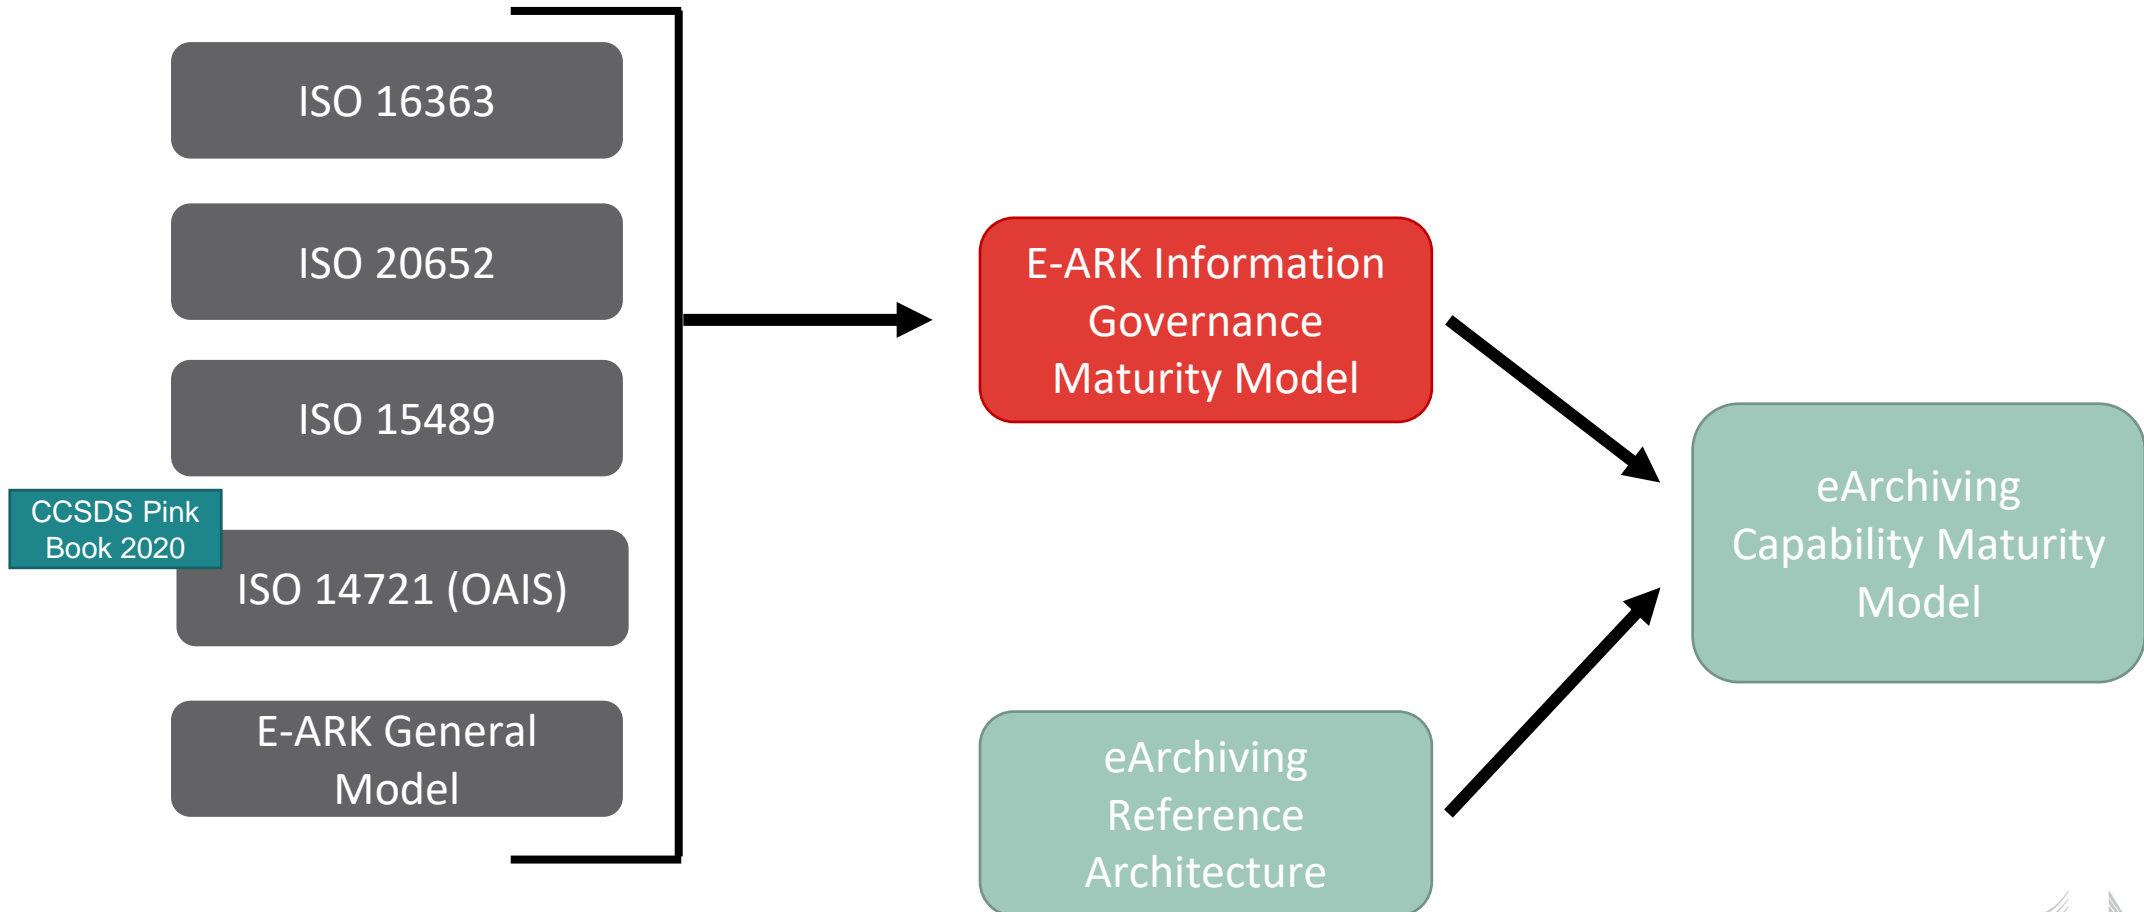 ISO 16363
ISO 20652
ISO 15489
CCSDS Pink
Book 2020
ISO 14721 (OAIS)
E-ARK General
Model
E-ARK Information
Governance
Maturity Model
eArchiving
Reference
Architecture
eArchiving
Capability Maturity
Model